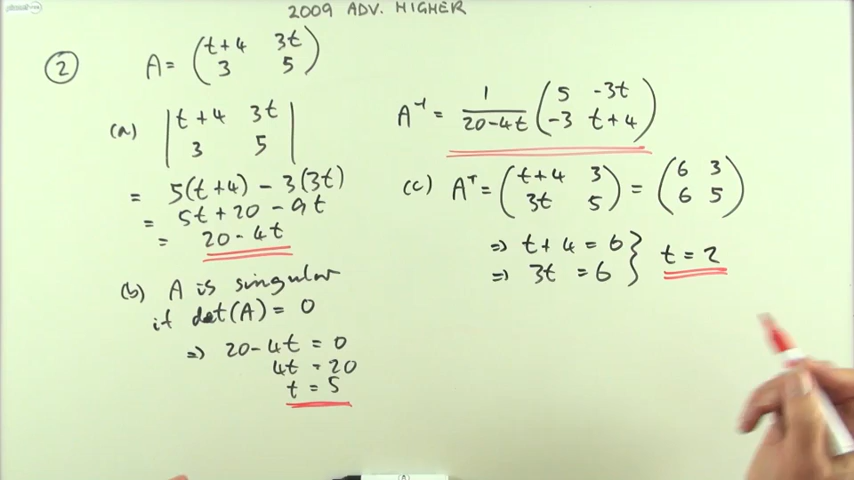 2009 ADV. HIGHER
② A = (t+4 3t
3 5)
(a) |t+4 3t
3 5|
= 5(t+4) - 3(3t)
= 5t+20 - 9t
= 20-4t
(b) A is singular
if det(A) = 0
⇒ 20-4t = 0
4t = 20
t = 5
A⁻¹ = 1/(20-4t) (5 -3t
-3 t+4)
(c) Aᵀ = (t+4 3
3t 5) = (6 3
6 5)
⇒ t+4 = 6
⇒ 3t = 6 } t = 2